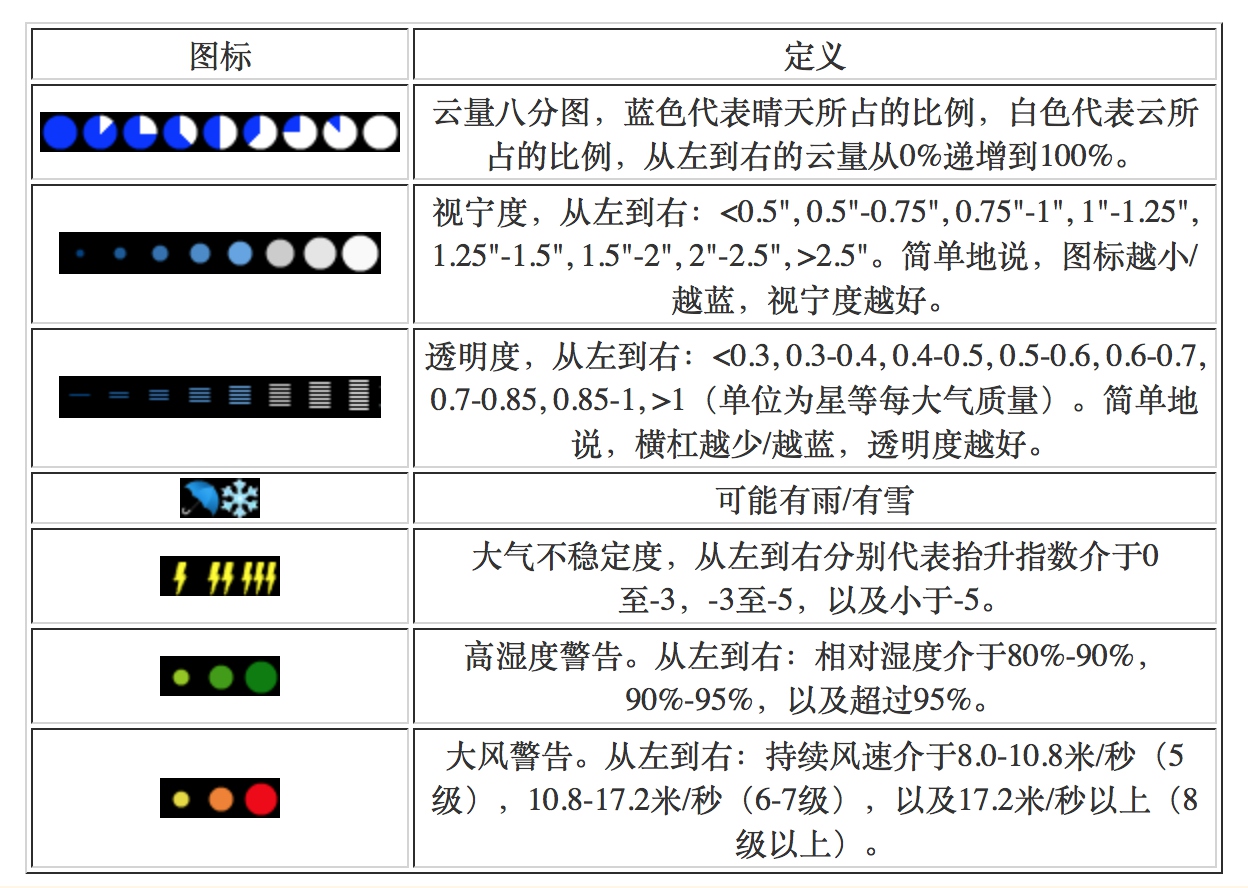 图标
定义
云量八分图，蓝色代表晴天所占的比例，白色代表云所
占的比例，从左到右的云量从0%递增到100%。
视宁度，从左到右：<0.5", 0.5"-0.75", 0.75"-1", 1"-1.25",
1.25"-1.5", 1.5"-2", 2"-2.5", >2.5"。简单地说，图标越小/
越蓝，视宁度越好。
透明度，从左到右：<0.3, 0.3-0.4, 0.4-0.5, 0.5-0.6, 0.6-0.7,
0.7-0.85, 0.85-1, >1（单位为星等每大气质量）。简单地
说，横杠越少/越蓝，透明度越好。
可能有雨/有雪
大气不稳定度，从左到右分别代表抬升指数介于0
至-3，-3至-5，以及小于-5。
高湿度警告。从左到右：相对湿度介于80%-90%，
90%-95%，以及超过95%。
大风警告。从左到右：持续风速介于8.0-10.8米/秒（5
级），10.8-17.2米/秒（6-7级），以及17.2米/秒以上（8
级以上）。